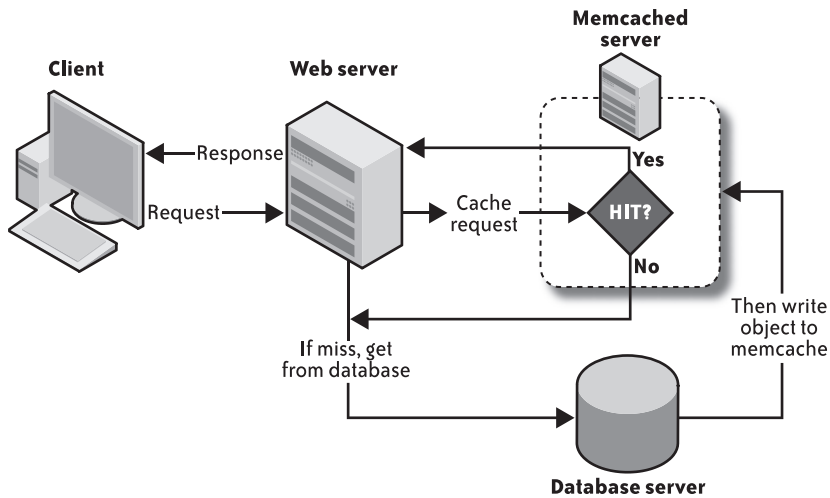 Memcached
server
Client
Web server
Response
Yes
Request
Cache
request
HIT?
No
Then write
object to
memcache
If miss, get
from database
Database server